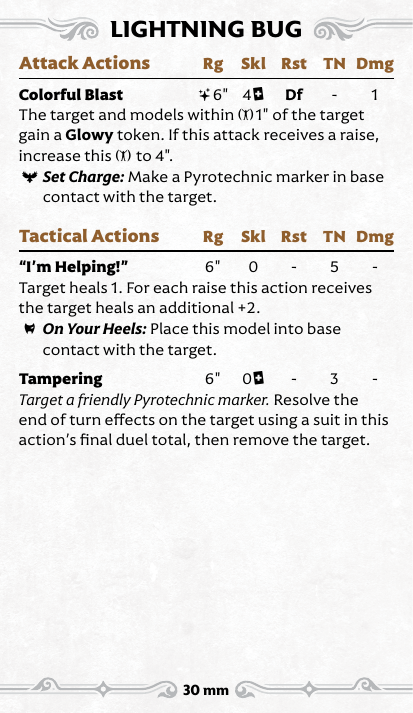 LIGHTNING BUG
Attack Actions Rg Skl Rst TN Dmg
Colorful Blast 6" 4 Df - 1
The target and models within 1" of the target
gain a Glowy token. If this attack receives a raise,
increase this to 4".
Set Charge: Make a Pyrotechnic marker in base
contact with the target.
Tactical Actions Rg Skl Rst TN Dmg
“I’m Helping!” 6" 0 - 5 -
Target heals 1. For each raise this action receives
the target heals an additional +2.
On Your Heels: Place this model into base
contact with the target.
Tampering 6" 0 - 3 -
Target a friendly Pyrotechnic marker. Resolve the
end of turn effects on the target using a suit in this
action’s final duel total, then remove the target.
30 mm